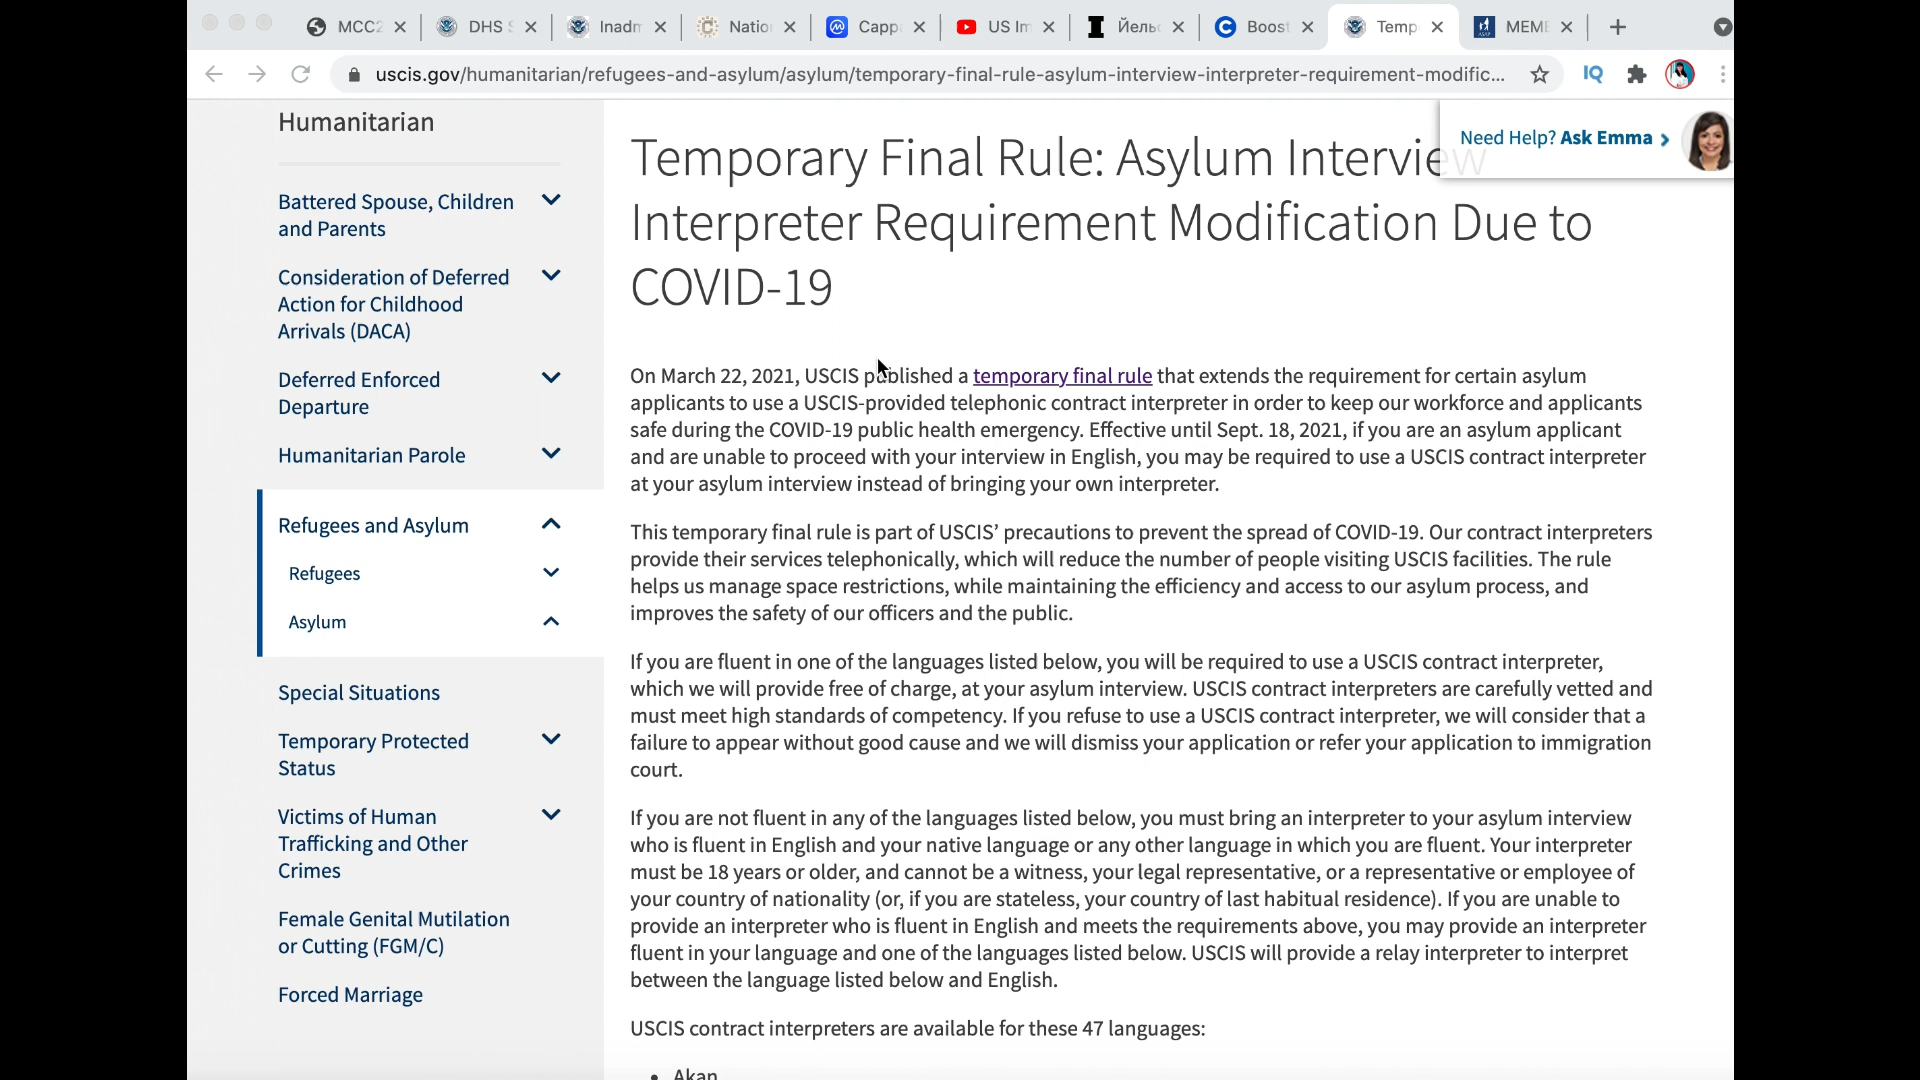 MCC2
DHS S
Inadm
Natio
Capp
US Im
Йельс
Boost
Temp
MEME
uscis.gov/humanitarian/refugees-and-asylum/asylum/temporary-final-rule-asylum-interview-interpreter-requirement-modific...
IQ
Need Help? Ask Emma
Humanitarian
Battered Spouse, Children
and Parents
Consideration of Deferred
Action for Childhood
Arrivals (DACA)
Deferred Enforced
Departure
Humanitarian Parole
Refugees and Asylum
Refugees
Asylum
Special Situations
Temporary Protected
Status
Victims of Human
Trafficking and Other
Crimes
Female Genital Mutilation
or Cutting (FGM/C)
Forced Marriage
Temporary Final Rule: Asylum Interview
Interpreter Requirement Modification Due to
COVID-19
On March 22, 2021, USCIS published a temporary final rule that extends the requirement for certain asylum
applicants to use a USCIS-provided telephonic contract interpreter in order to keep our workforce and applicants
safe during the COVID-19 public health emergency. Effective until Sept. 18, 2021, if you are an asylum applicant
and are unable to proceed with your interview in English, you may be required to use a USCIS contract interpreter
at your asylum interview instead of bringing your own interpreter.
This temporary final rule is part of USCIS’ precautions to prevent the spread of COVID-19. Our contract interpreters
provide their services telephonically, which will reduce the number of people visiting USCIS facilities. The rule
helps us manage space restrictions, while maintaining the efficiency and access to our asylum process, and
improves the safety of our officers and the public.
If you are fluent in one of the languages listed below, you will be required to use a USCIS contract interpreter,
which we will provide free of charge, at your asylum interview. USCIS contract interpreters are carefully vetted and
must meet high standards of competency. If you refuse to use a USCIS contract interpreter, we will consider that a
failure to appear without good cause and we will dismiss your application or refer your application to immigration
court.
If you are not fluent in any of the languages listed below, you must bring an interpreter to your asylum interview
who is fluent in English and your native language or any other language in which you are fluent. Your interpreter
must be 18 years or older, and cannot be a witness, your legal representative, or a representative or employee of
your country of nationality (or, if you are stateless, your country of last habitual residence). If you are unable to
provide an interpreter who is fluent in English and meets the requirements above, you may provide an interpreter
fluent in your language and one of the languages listed below. USCIS will provide a relay interpreter to interpret
between the language listed below and English.
USCIS contract interpreters are available for these 47 languages:
• Akan